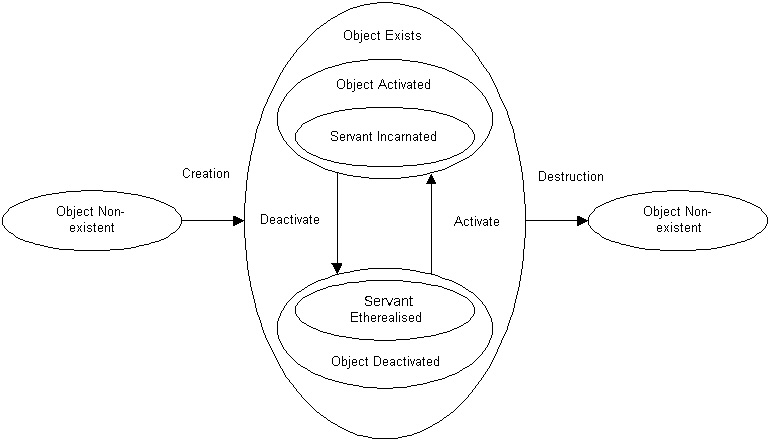 Object Exists
Object Activated
Servant Incarnated
Creation
Destruction
Object Non-
existent
Deactivate
Activate
Object Non-
existent
Servant
Etherealised
Object Deactivated